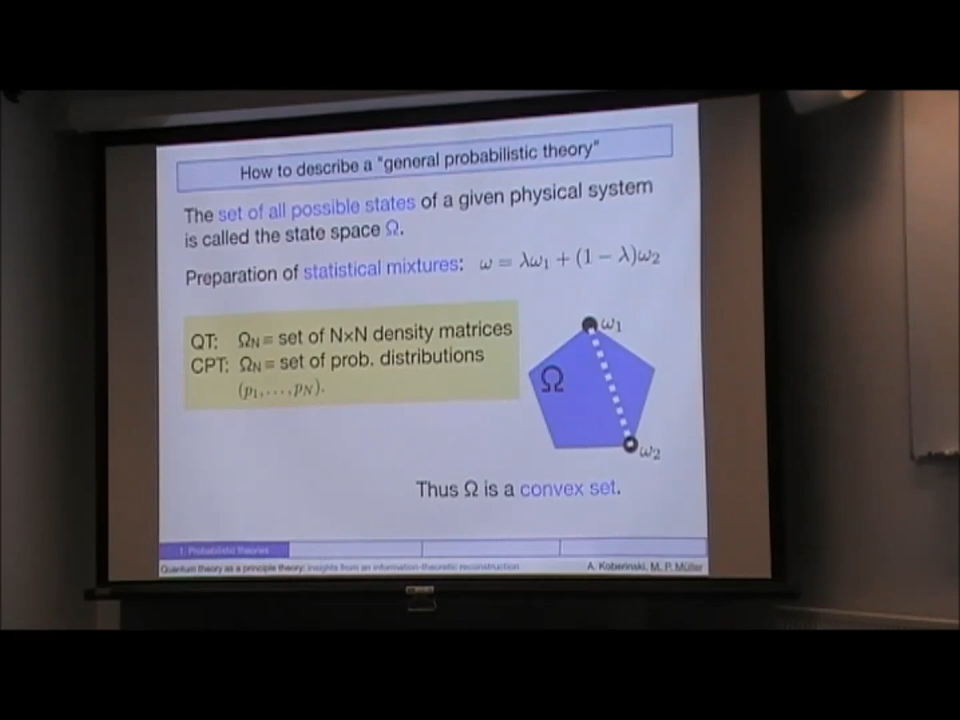 How to describe a "general probabilistic theory"
The set of all possible states of a given physical system
is called the state space Ω.
Preparation of statistical mixtures: ω = λω₁ + (1 − λ)ω₂
QT: Ω_N = set of N×N density matrices
CPT: Ω_N = set of prob. distributions
(p₁,...,p_N).
ω₁
Ω
ω₂
Thus Ω is a convex set.
1. Probabilistic theories
Quantum theory as a principle theory: insights from an information-theoretic reconstruction
A. Koberinski, M. P. Müller